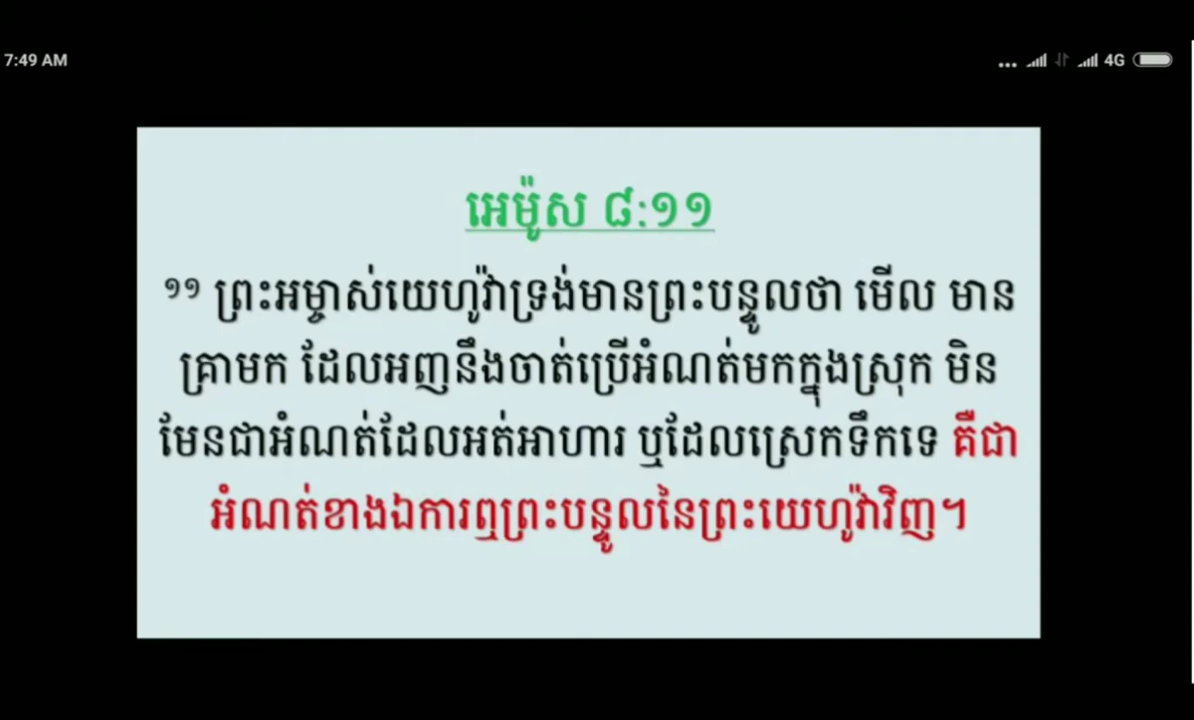 7:49 AM
... 4G
អេម៉ូស ៨:១១
១១ ព្រះអម្ចាស់យេហូវ៉ាទ្រង់មានព្រះបន្ទូលថា មើល មាន
គ្រាមក ដែលអញនឹងចាត់ប្រើអំណត់មកក្នុងស្រុក មិន
មែនជាអំណត់ដែលអត់អាហារ ឬដែលស្រេកទឹកទេ គឺជា
អំណត់ខាងឯការឮព្រះបន្ទូលនៃព្រះយេហូវ៉ាវិញ។